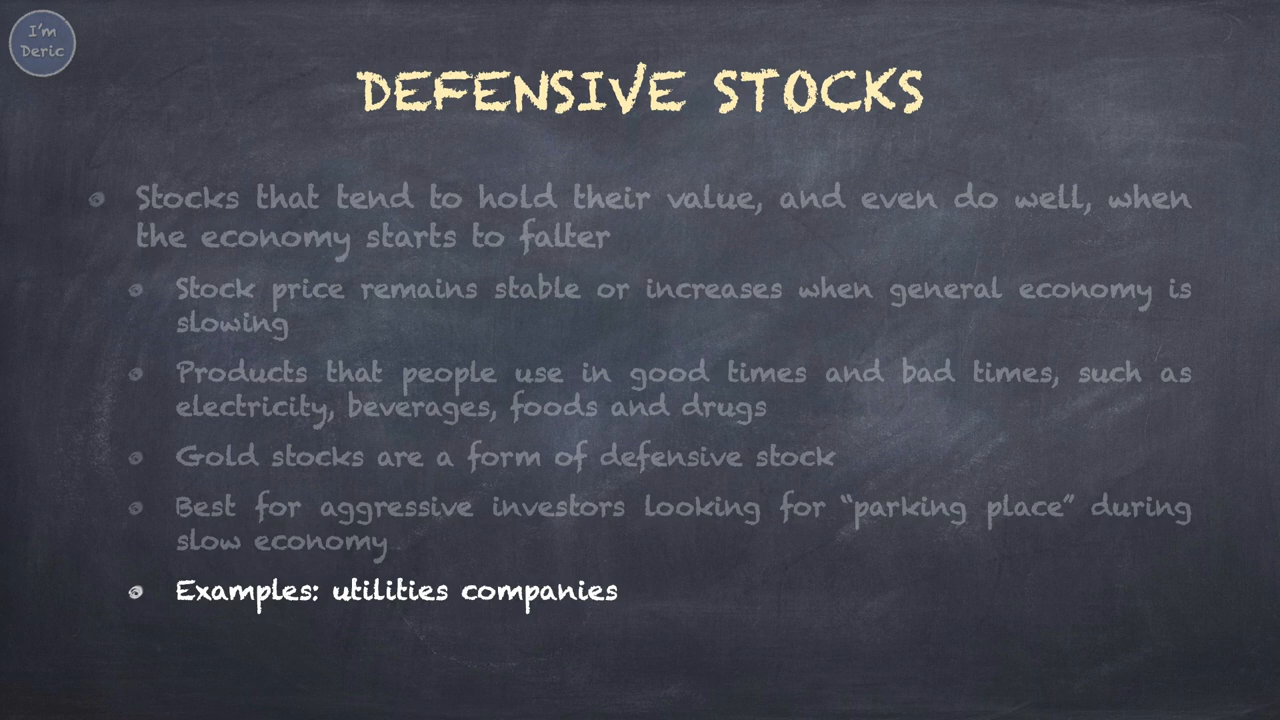 I'm
Deric
DEFENSIVE STOCKS
Stocks that tend to hold their value, and even do well, when
the economy starts to falter
Stock price remains stable or increases when general economy is
slowing
Products that people use in good times and bad times, such as
electricity, beverages, foods and drugs
Gold stocks are a form of defensive stock
Best for aggressive investors looking for “parking place” during
slow economy
Examples: utilities companies